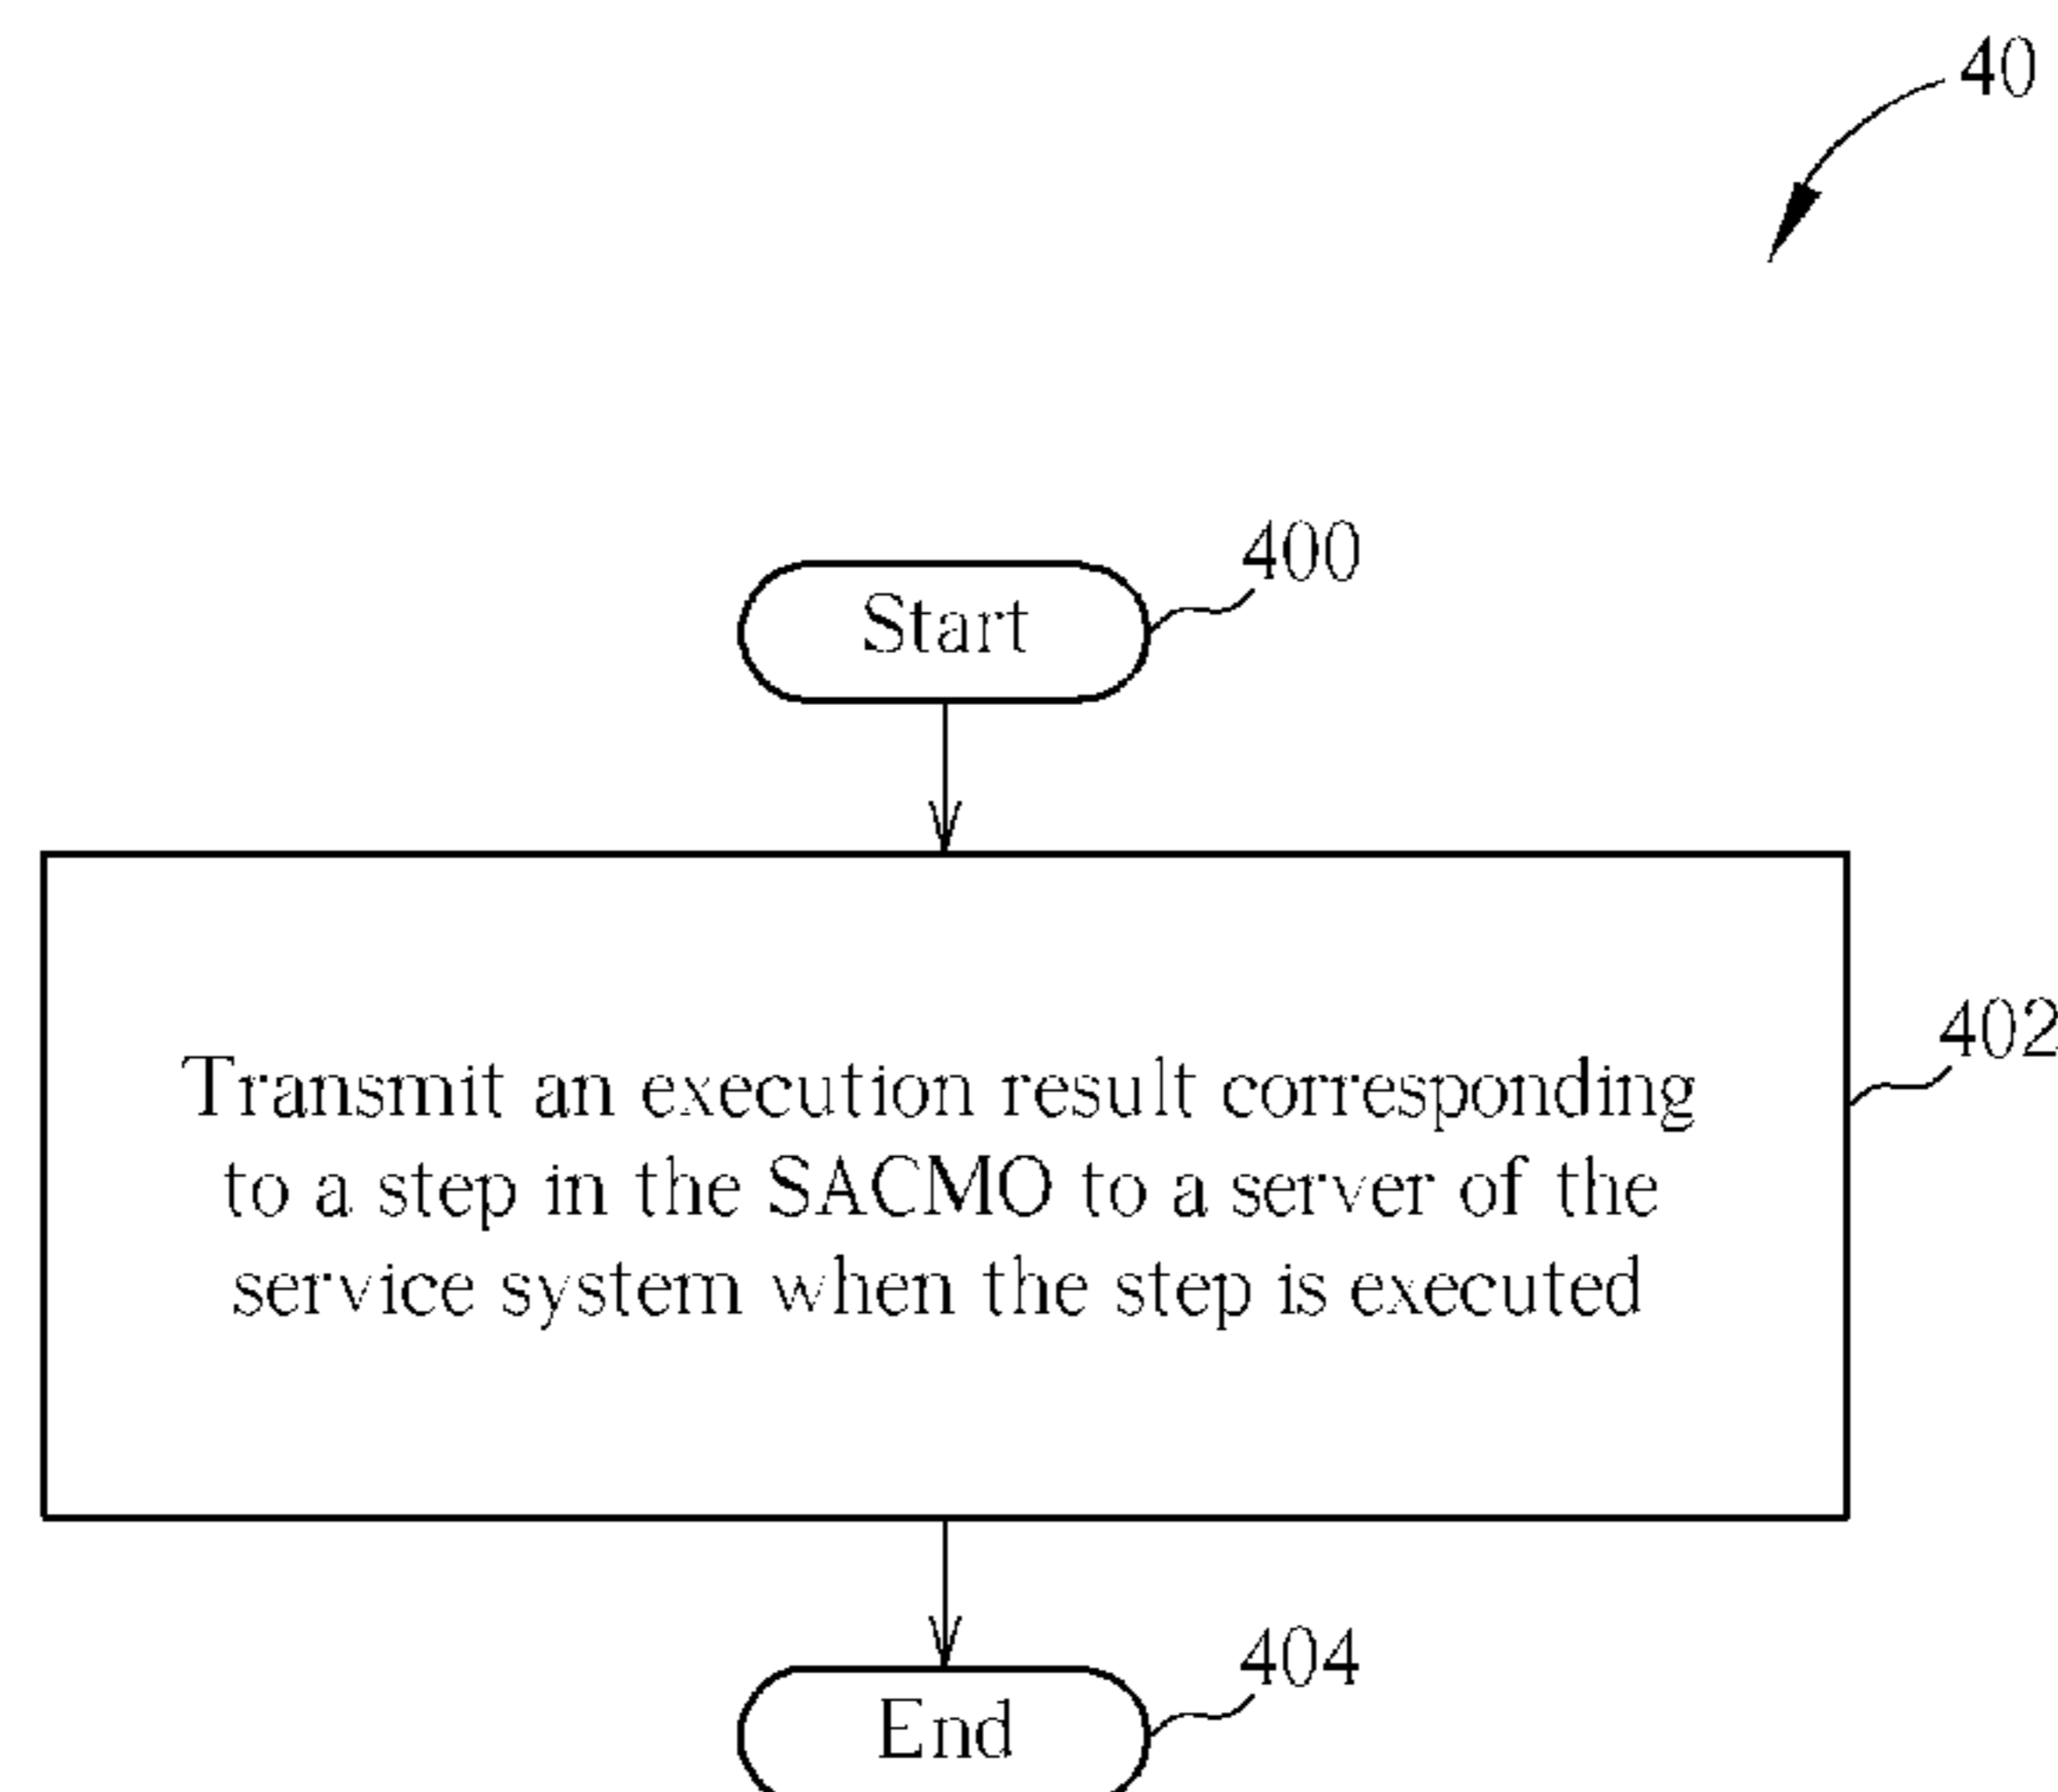 40
400
Start
402
Transmit an execution result corresponding
to a step in the SACMO to a server of the
service system when the step is executed
404
End